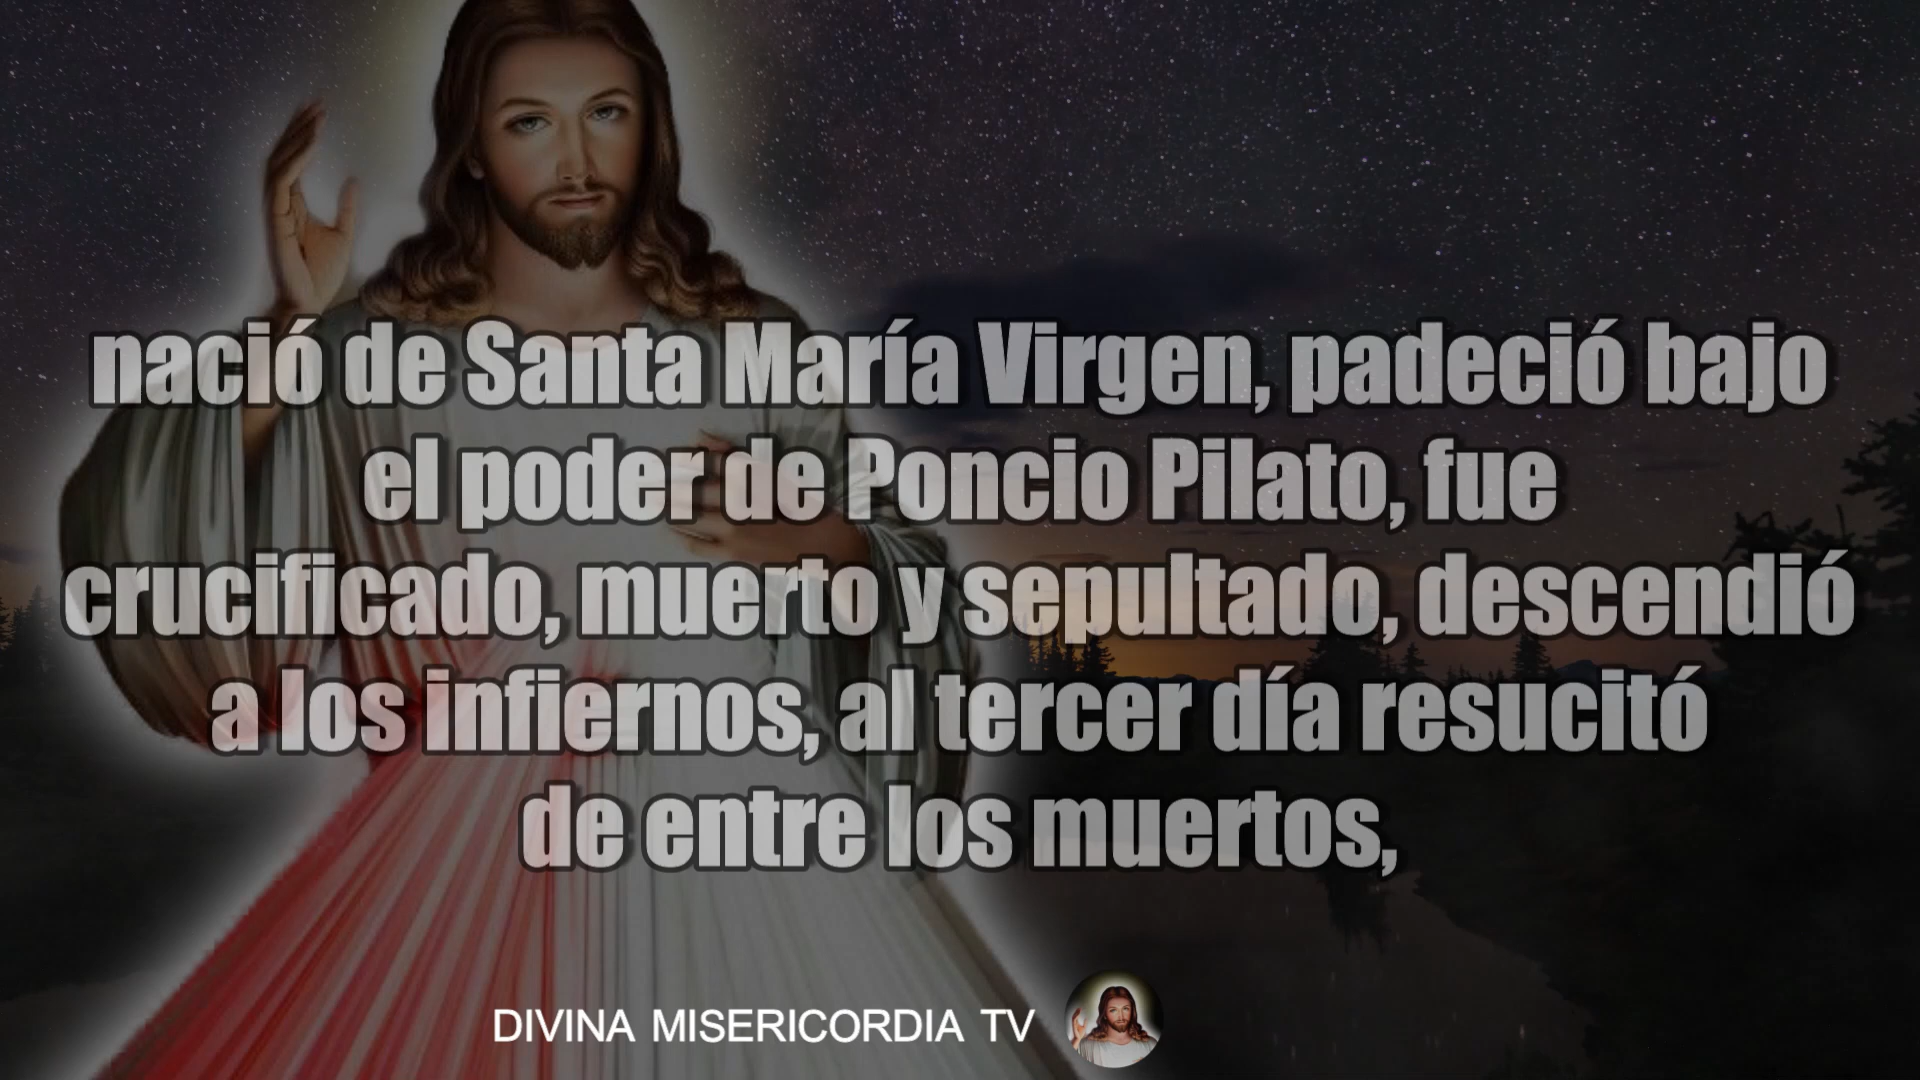 nació de Santa María Virgen, padeció bajo
el poder de Poncio Pilato, fue
crucificado, muerto y sepultado, descendió
a los infiernos, al tercer día resucitó
de entre los muertos,
DIVINA MISERICORDIA TV